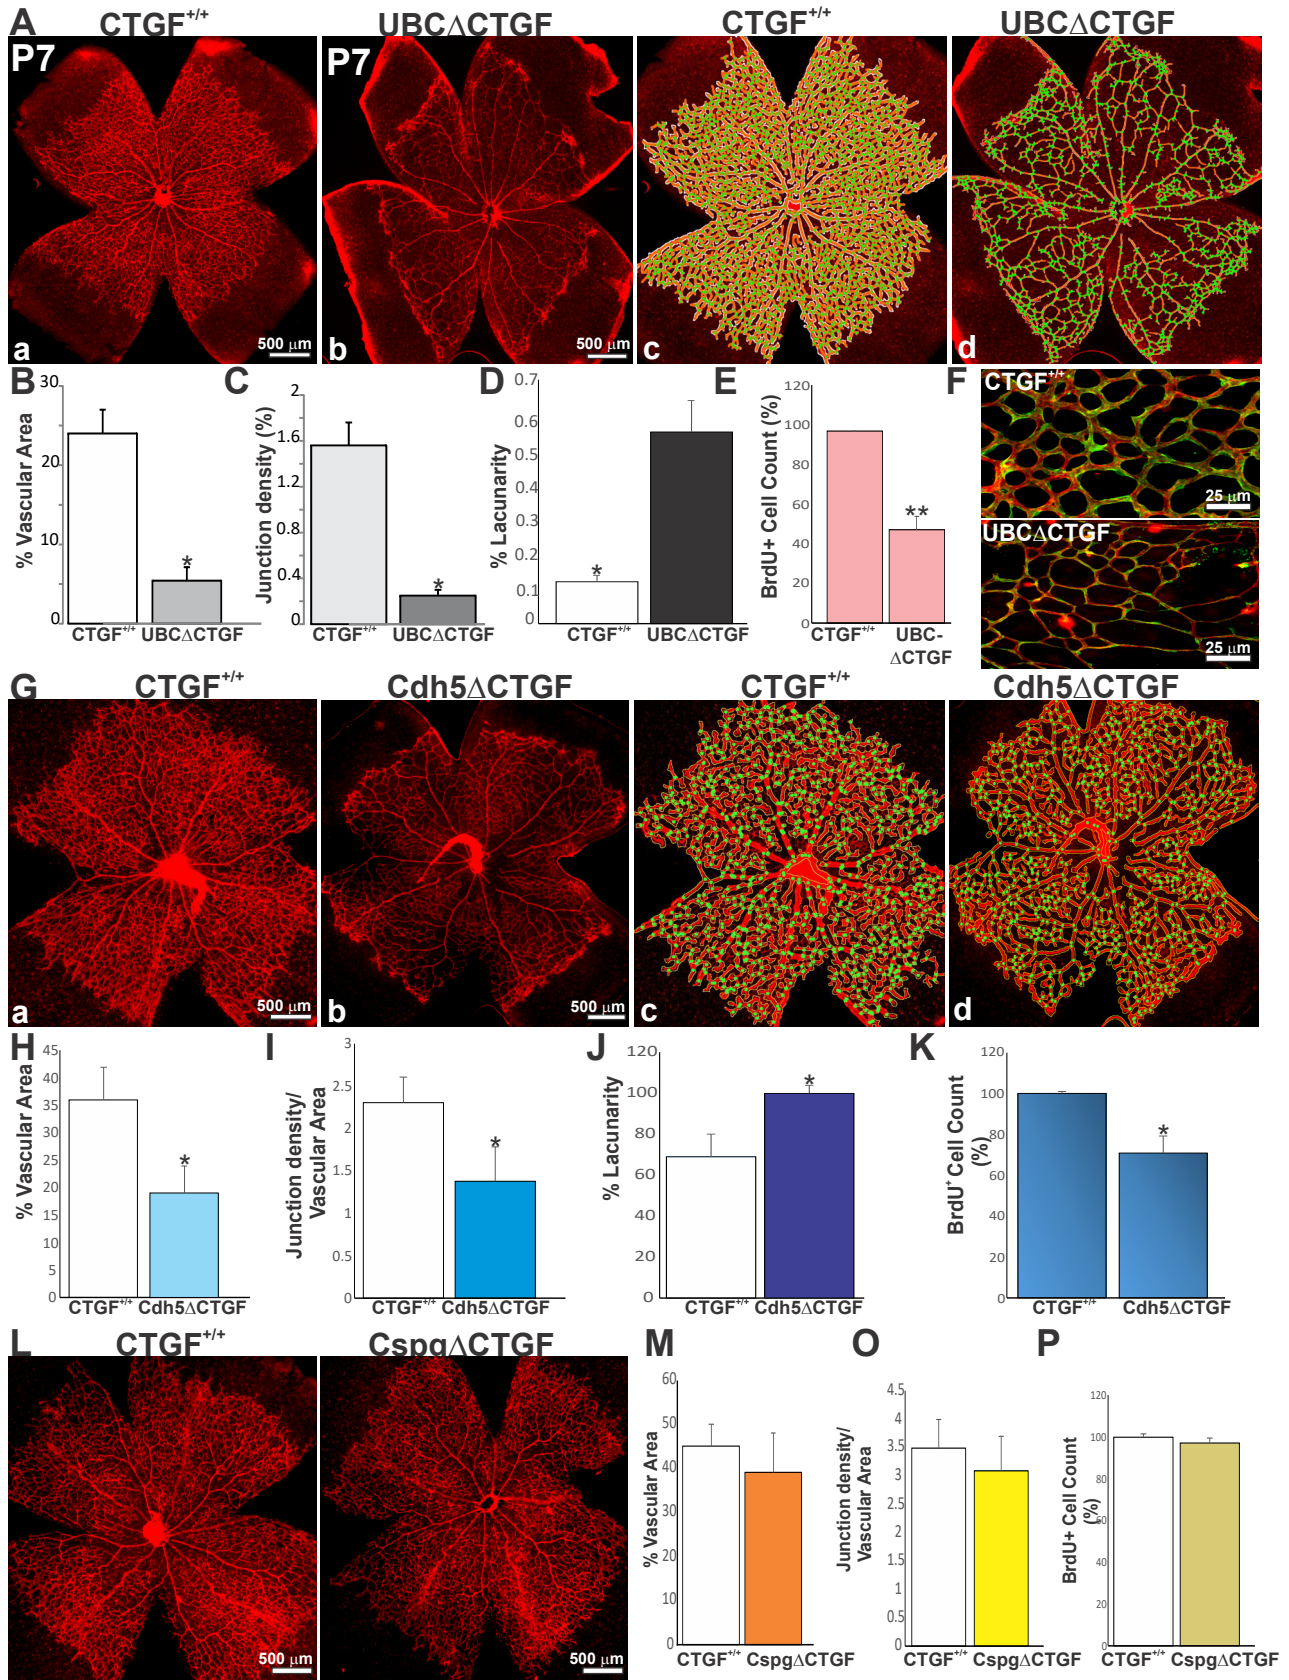 A CTGF+/+ UBCΔCTGF CTGF+/+ UBCΔCTGF
P7 P7
500 μm 500 μm
a b c d
B C D E F
% Vascular Area
30
20
10
0
*
CTGF+/+ UBCΔCTGF
Junction density (%)
2
1.6
1.2
0.8
0.4
0
*
CTGF+/+ UBCΔCTGF
% Lacunarity
0.7
0.6
0.5
0.4
0.3
0.2
0.1
0
*
CTGF+/+ UBCΔCTGF
BrdU+ Cell Count (%)
120
100
80
60
40
20
0
**
CTGF+/+ UBC-
ΔCTGF
CTGF+/+
25 μm
UBCΔCTGF
25 μm
G CTGF+/+ Cdh5ΔCTGF CTGF+/+ Cdh5ΔCTGF
500 μm 500 μm
a b c d
H I J K
% Vascular Area
45
40
35
30
25
20
15
10
5
0
*
CTGF+/+ Cdh5ΔCTGF
Junction density/
Vascular Area
3
2.5
2
1.5
1
0.5
0
*
CTGF+/+ Cdh5ΔCTGF
% Lacunarity
120
100
80
60
40
20
0
*
CTGF+/+ Cdh5ΔCTGF
BrdU+ Cell Count
(%)
120
100
80
60
40
20
0
*
CTGF+/+ Cdh5ΔCTGF
L CTGF+/+ CspgΔCTGF M O P
500 μm 500 μm
% Vascular Area
60
50
40
30
20
10
0
CTGF+/+ CspgΔCTGF
Junction density/
Vascular Area
4.5
4
3.5
3
2.5
2
1.5
1
0.5
0
CTGF+/+ CspgΔCTGF
BrdU+ Cell Count
(%)
120
100
80
60
40
20
0
CTGF+/+ CspgΔCTGF